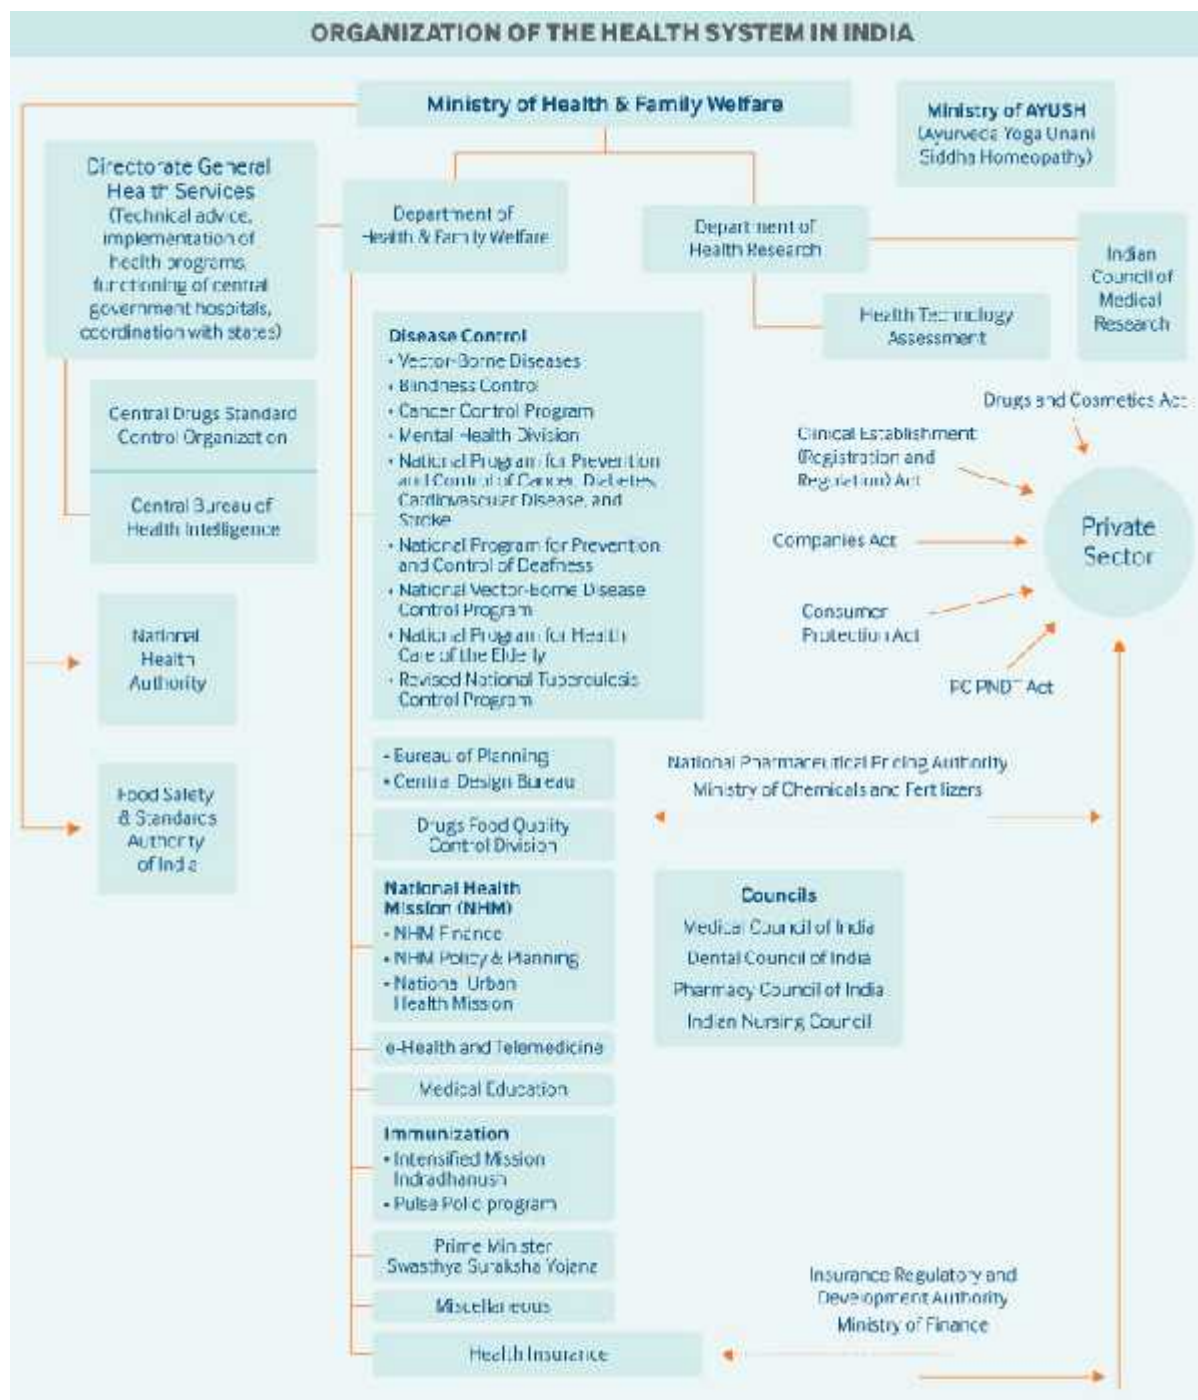 ORGANIZATION OF THE HEALTH SYSTEM IN INDIA
Ministry of Health & Family Welfare
Ministry of AYUSH
(Ayurveda Yoga Unani
Siddha Homeopathy)
Directorate General
Health Services
(Technical advice,
implementation of
health programs,
functioning of central
government hospitals,
coordination with states)
Department of
Health & Family Welfare
Department of
Health Research
Indian
Council of
Medical
Research
Health Technology
Assessment
Central Drugs Standard
Control Organization
Central Bureau of
Health Intelligence
National
Health
Authority
Food Safety
& Standards
Authority
of India
Disease Control
• Vector-Borne Diseases
• Blindness Control
• Cancer Control Program
• Mental Health Division
• National Program for Prevention
and Control of Cancer, Diabetes,
Cardiovascular Disease, and
Stroke
• National Program for Prevention
and Control of Deafness
• National Vector-Borne Disease
Control Program
• National Program for Health
Care of the Elderly
• Revised National Tuberculosis
Control Program
Drugs and Cosmetics Act
Clinical Establishment
(Registration and
Regulation) Act
Companies Act
Consumer
Protection Act
PC PNDT Act
Private
Sector
• Bureau of Planning
• Central Design Bureau
National Pharmaceutical Pricing Authority
Ministry of Chemicals and Fertilizers
Drugs Food Quality
Control Division
National Health
Mission (NHM)
• NHM Finance
• NHM Policy & Planning
• National Urban
Health Mission
Councils
Medical Council of India
Dental Council of India
Pharmacy Council of India
Indian Nursing Council
e-Health and Telemedicine
Medical Education
Immunization
• Intensified Mission
Indradhanush
• Pulse Polio program
Prime Minister
Swasthya Suraksha Yojana
Miscellaneous
Health Insurance
Insurance Regulatory and
Development Authority
Ministry of Finance